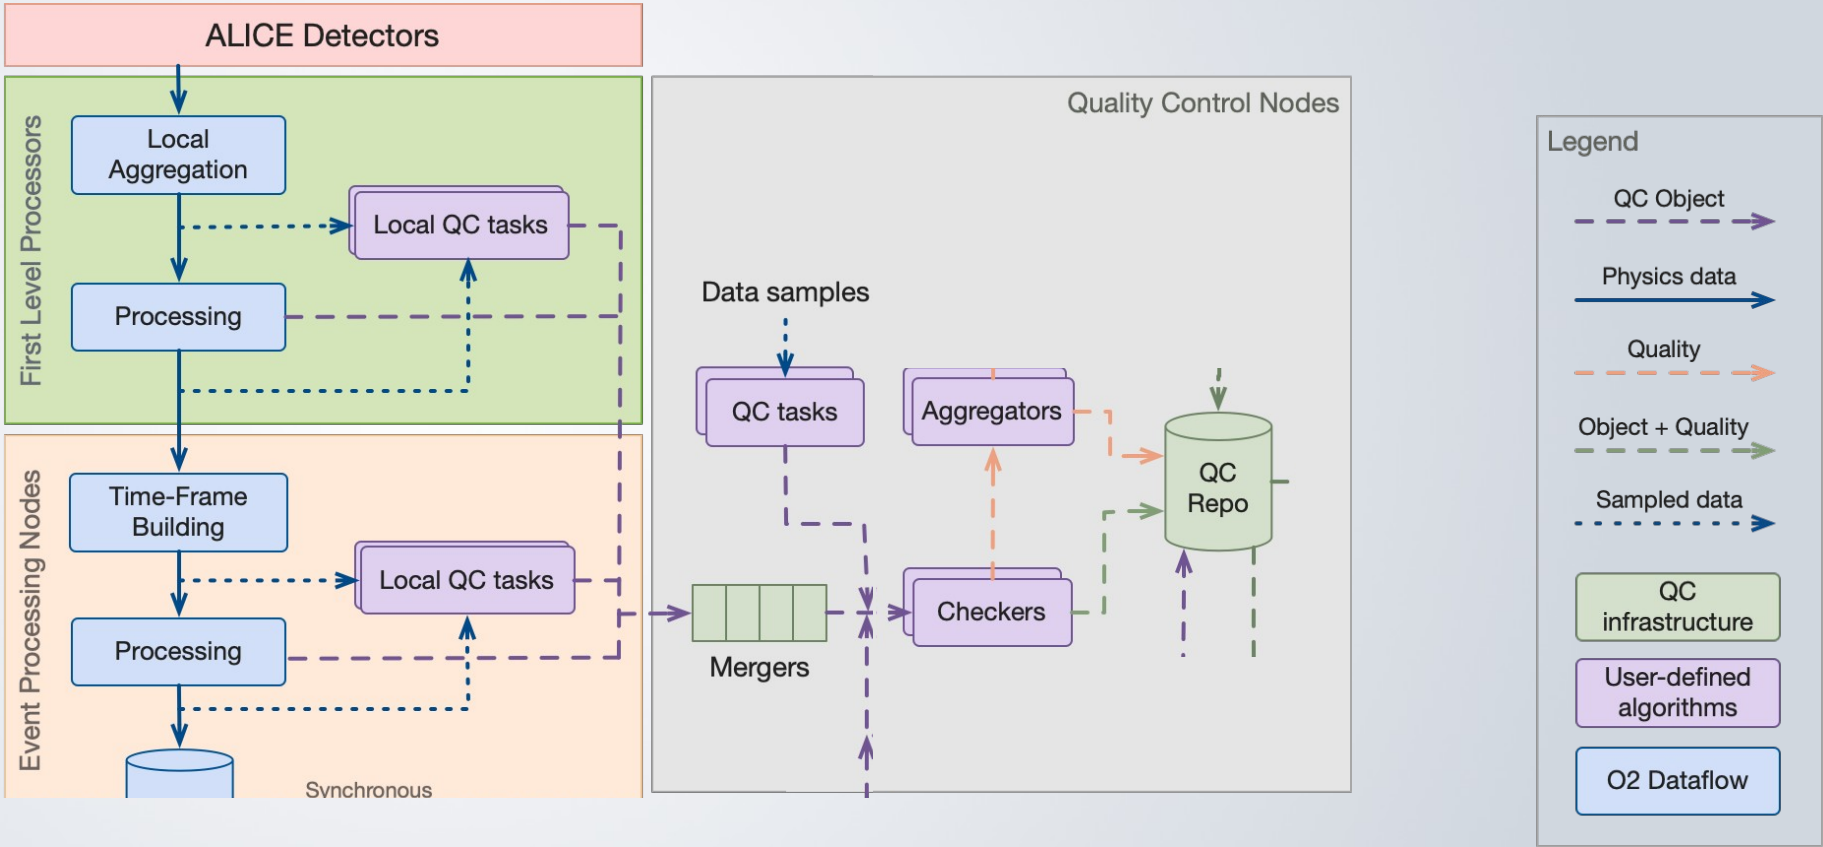 ALICE Detectors
First Level Processors
Local
Aggregation
Local QC tasks
Processing
Event Processing Nodes
Time-Frame
Building
Local QC tasks
Processing
Synchronous
Quality Control Nodes
Data samples
QC tasks
Aggregators
QC
Repo
Checkers
Mergers
Legend
QC Object
Physics data
Quality
Object + Quality
Sampled data
QC
infrastructure
User-defined
algorithms
O2 Dataflow